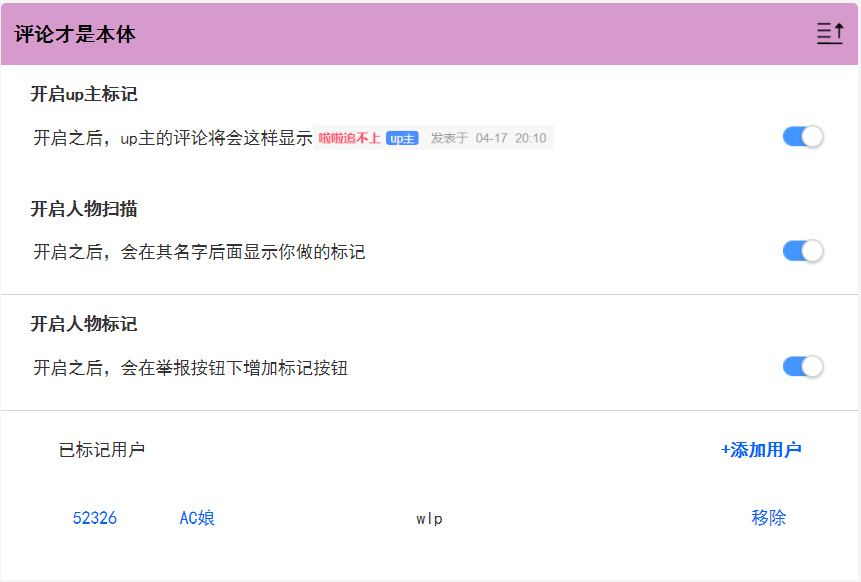 评论才是本体
开启up主标记
开启之后，up主的评论将会这样显示 啦啦追不上 up主 发表于 04-17 20:10
开启人物扫描
开启之后，会在其名字后面显示你做的标记
开启人物标记
开启之后，会在举报按钮下增加标记按钮
已标记用户 +添加用户
52326 AC娘 wlp 移除